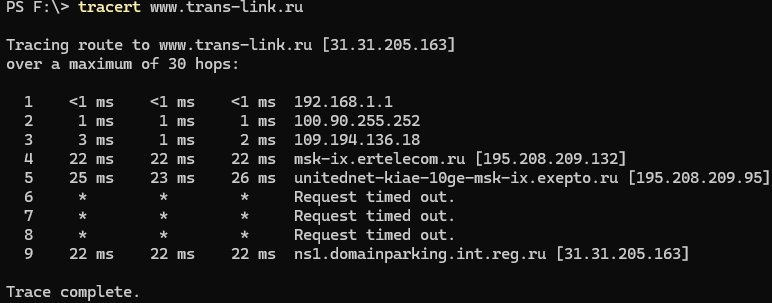 PS F:\> tracert www.trans-link.ru
Tracing route to www.trans-link.ru [31.31.205.163]
over a maximum of 30 hops:
1 <1 ms <1 ms <1 ms 192.168.1.1
2 1 ms 1 ms 1 ms 100.90.255.252
3 3 ms 1 ms 2 ms 109.194.136.18
4 22 ms 22 ms 22 ms msk-ix.ertelecom.ru [195.208.209.132]
5 25 ms 23 ms 26 ms unitednet-kiae-10ge-msk-ix.exepto.ru [195.208.209.95]
6 * * * Request timed out.
7 * * * Request timed out.
8 * * * Request timed out.
9 22 ms 22 ms 22 ms ns1.domainparking.int.reg.ru [31.31.205.163]
Trace complete.